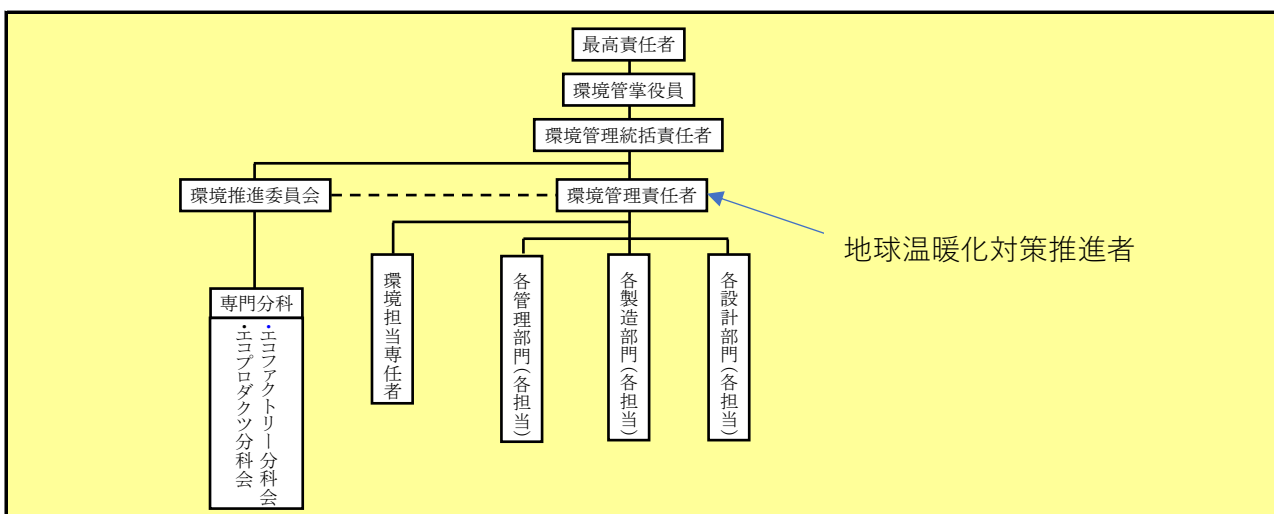 最高責任者
環境管掌役員
環境管理統括責任者
環境推進委員会
環境管理責任者
地球温暖化対策推進者
専門分科
・エコファクトリー分科会
・エコプロダクツ分科会
環境担当専任者
各管理部門(各担当)
各製造部門(各担当)
各設計部門(各担当)